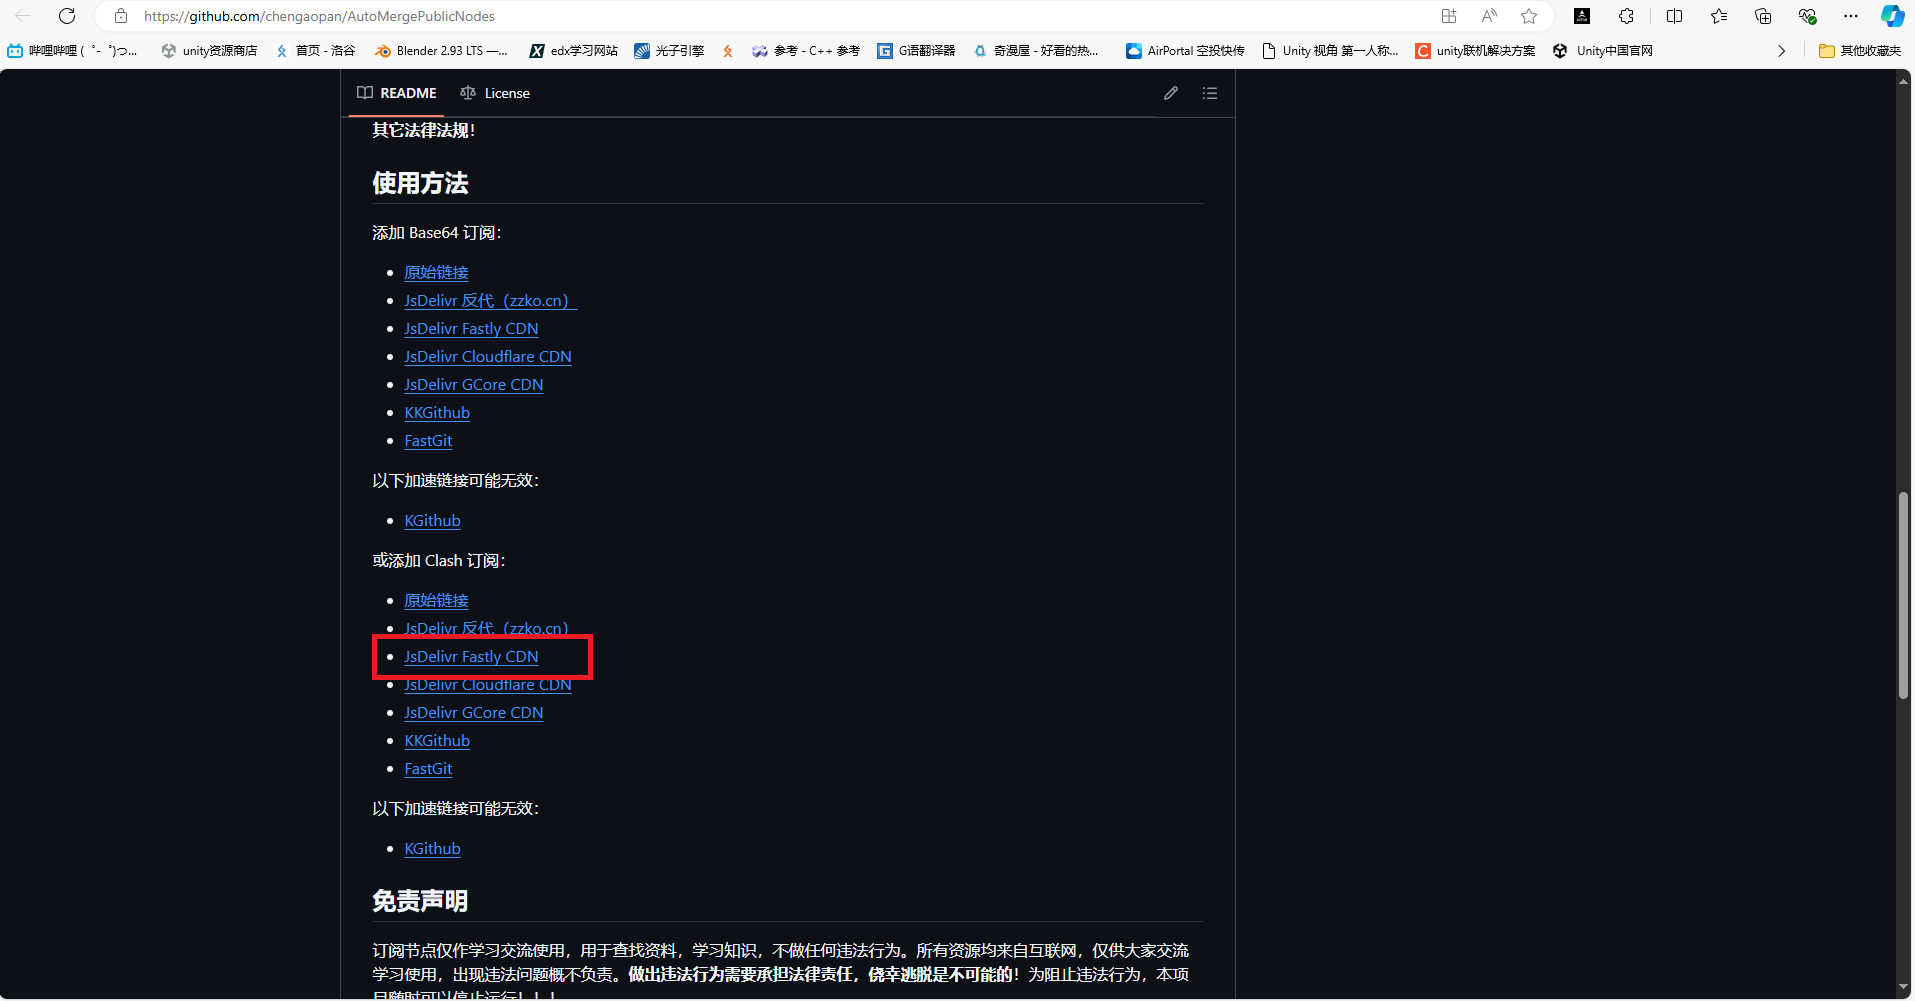 https://github.com/chengaopan/AutoMergePublicNodes
哔哩哔哩 (゜-゜)つ... unity资源商店 首页 - 洛谷 Blender 2.93 LTS —... edx学习网站 光子引擎 参考 - C++ 参考 G语翻译器 奇漫屋 - 好看的热... AirPortal 空投快传 Unity 视角 第一人称... unity联机解决方案 Unity中国官网 其他收藏夹
README License
其它法律法规！
使用方法
添加 Base64 订阅：
原始链接
JsDelivr 反代（zzko.cn）
JsDelivr Fastly CDN
JsDelivr Cloudflare CDN
JsDelivr GCore CDN
KKGithub
FastGit
以下加速链接可能无效：
KGithub
或添加 Clash 订阅：
原始链接
JsDelivr 反代（zzko.cn）
JsDelivr Fastly CDN
JsDelivr Cloudflare CDN
JsDelivr GCore CDN
KKGithub
FastGit
以下加速链接可能无效：
KGithub
免责声明
订阅节点仅作学习交流使用，用于查找资料，学习知识，不做任何违法行为。所有资源均来自互联网，仅供大家交流
学习使用，出现违法问题概不负责。做出违法行为需要承担法律责任，侥幸逃脱是不可能的！为阻止违法行为，本项
目随时可以停止运行！！！